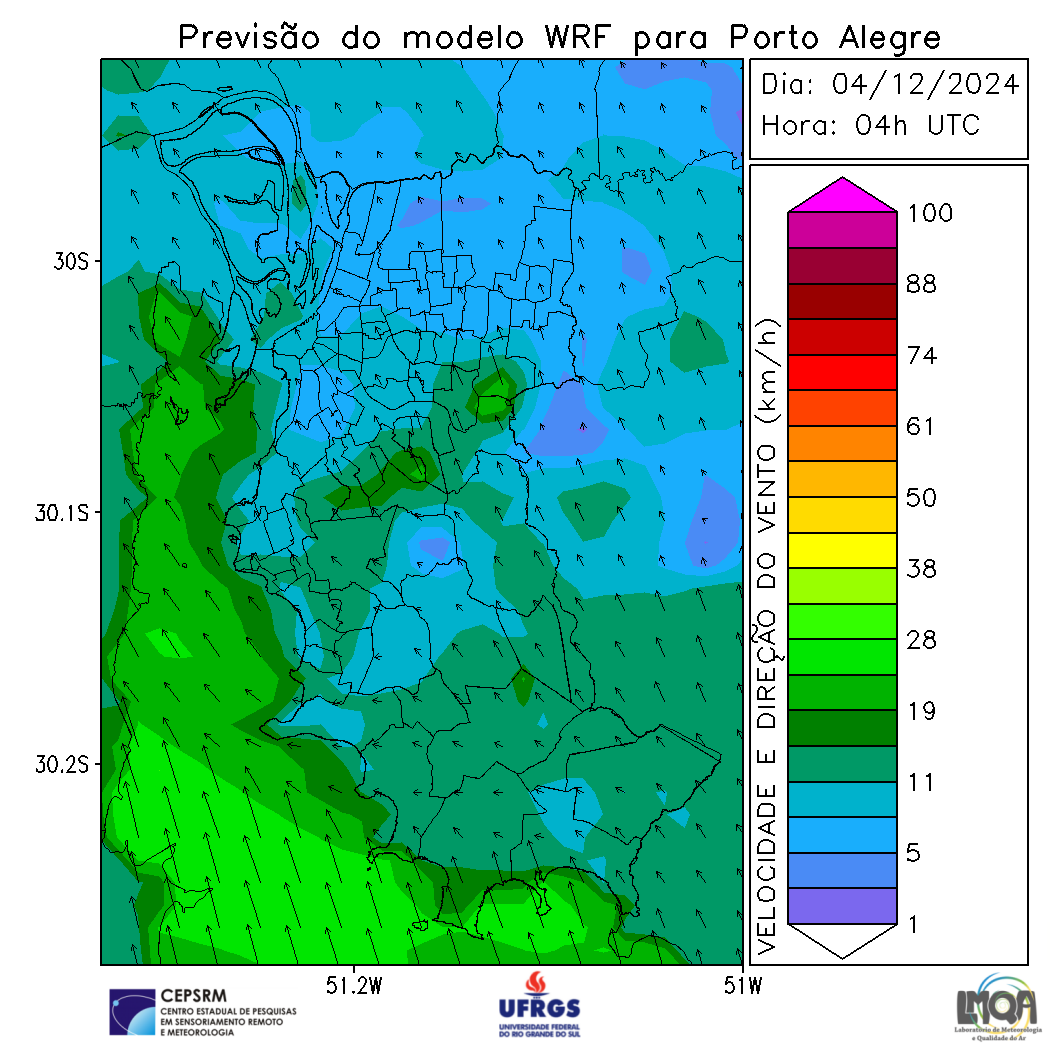 Previsão do modelo WRF para Porto Alegre
Dia: 04/12/2024
Hora: 04h UTC
30S
30.1S
30.2S
51.2W
51W
VELOCIDADE E DIREÇÃO DO VENTO (km/h)
100
88
74
61
50
38
28
19
11
5
1
CEPSRM
CENTRO ESTADUAL DE PESQUISAS
EM SENSORIAMENTO REMOTO
E METEOROLOGIA
UFRGS
UNIVERSIDADE FEDERAL
DO RIO GRANDE DO SUL
LMQA
Laboratório de Meteorologia
e Qualidade do Ar